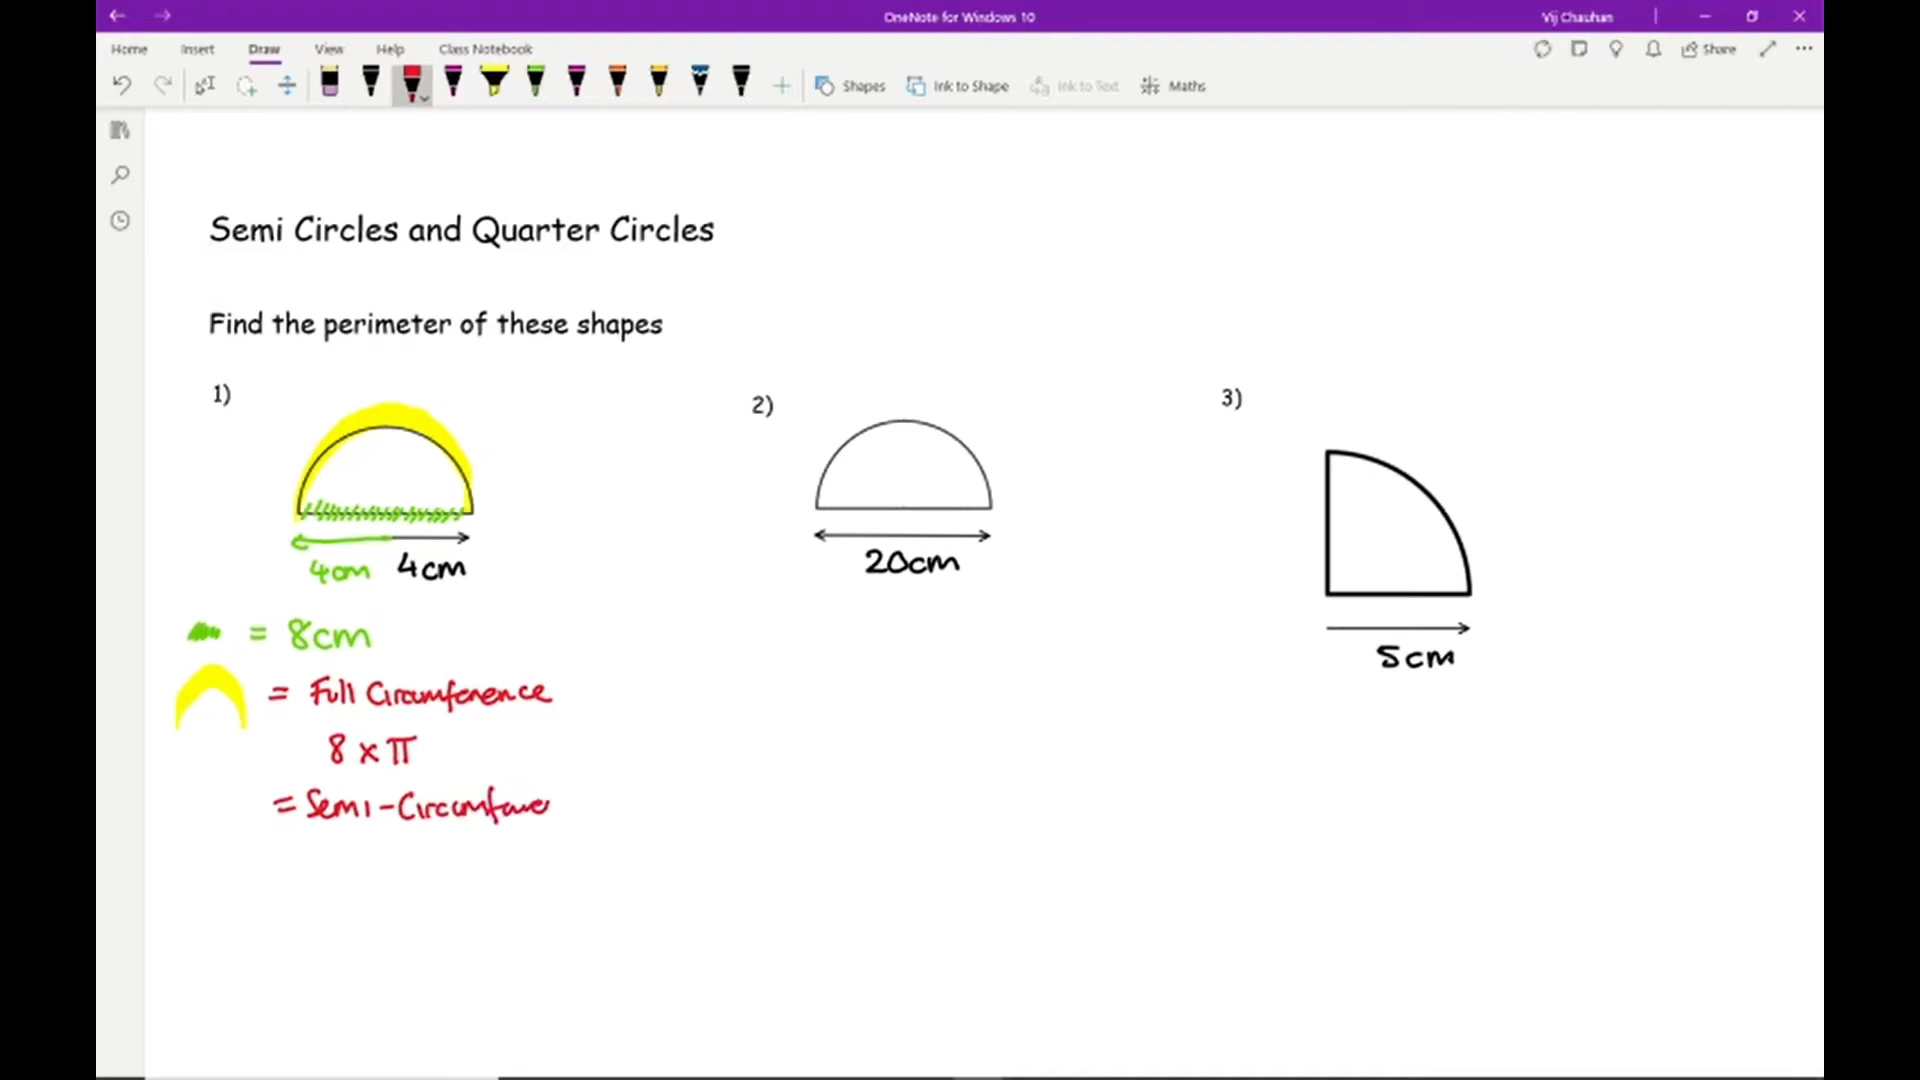 OneNote for Windows 10
Vij Chauhan
Home Insert Draw View Help Class Notebook
Share
Shapes Ink to Shape Ink to Text Maths
Semi Circles and Quarter Circles
Find the perimeter of these shapes
1)
4cm 4cm
2)
20cm
3)
5cm
= 8cm
= Full Circumference
8 x π
= Semi-